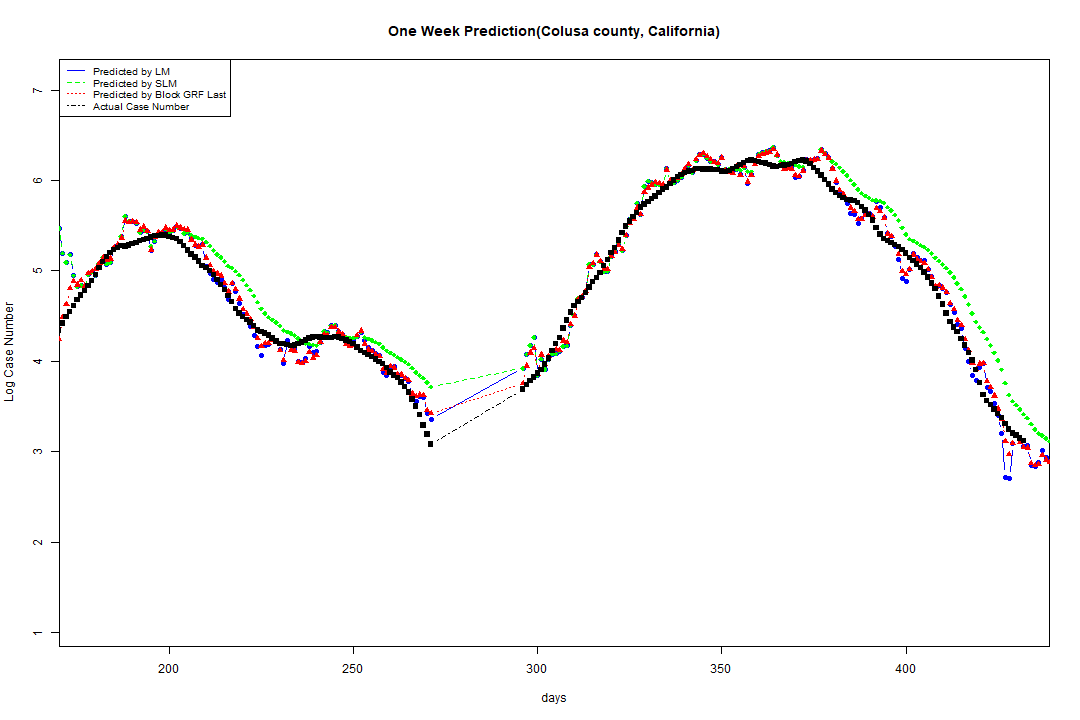 One Week Prediction(Colusa county, California)
Predicted by LM
Predicted by SLM
Predicted by Block GRF Last
Actual Case Number
7
6
5
4
3
2
1
Log Case Number
200 250 300 350 400
days